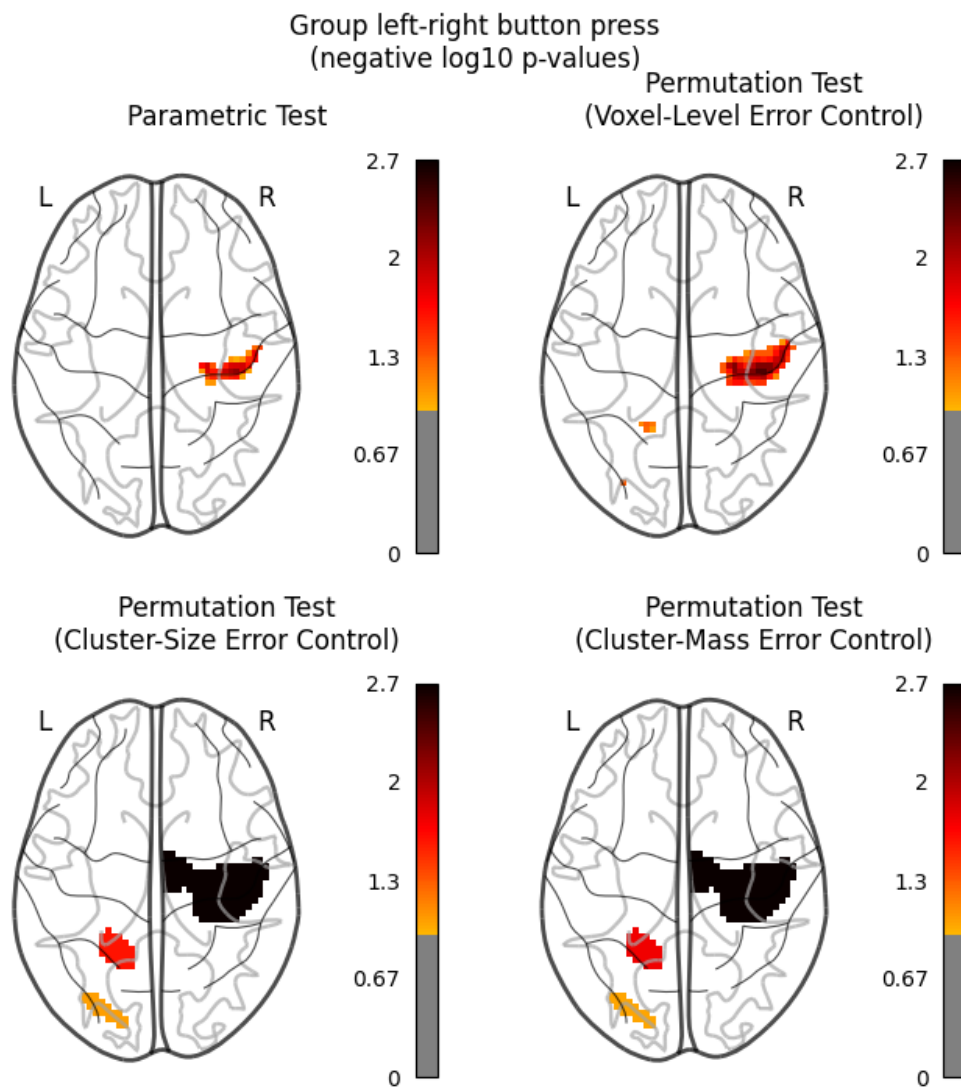 Group left-right button press
(negative log10 p-values)
Parametric Test
L
R
2.7
2
1.3
0.67
0
Permutation Test
(Voxel-Level Error Control)
L
R
2.7
2
1.3
0.67
0
Permutation Test
(Cluster-Size Error Control)
L
R
2.7
2
1.3
0.67
0
Permutation Test
(Cluster-Mass Error Control)
L
R
2.7
2
1.3
0.67
0